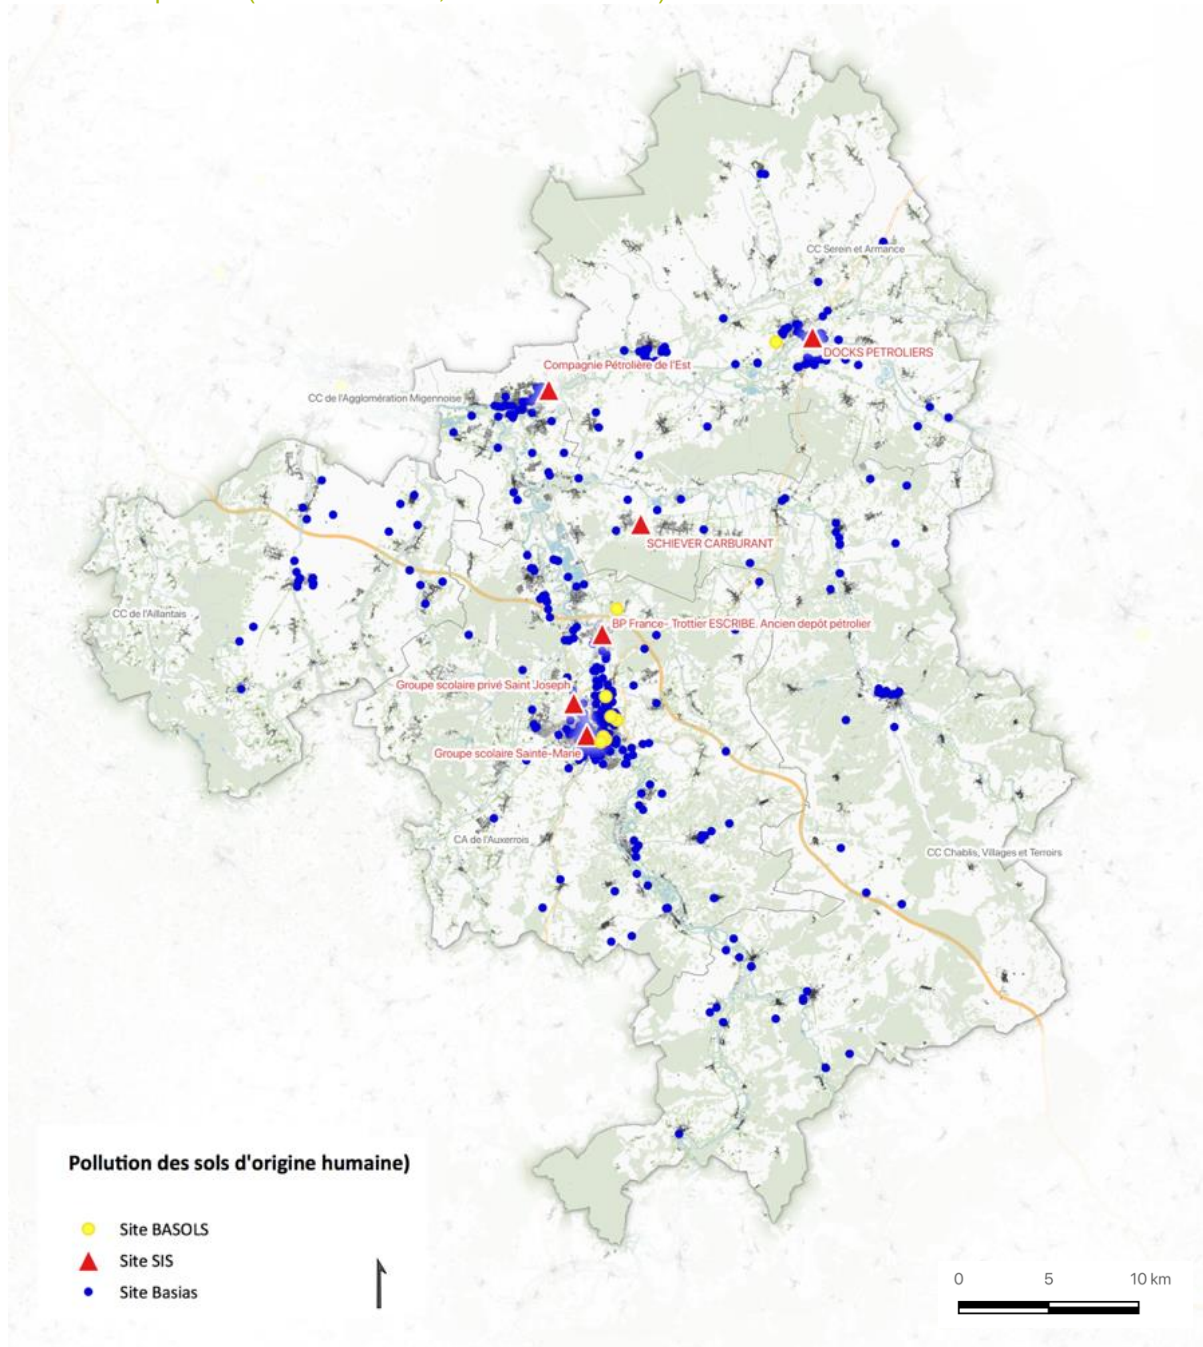 CC Serein et Armance
DOCKS PETROLIERS
Compagnie Pétrolière de l'Est
CC de l'Agglomération Migennoise
SCHIEVER CARBURANT
CC de l'Aillantais
BP France- Trottier ESCRIBE. Ancien depôt pétrolier
Groupe scolaire privé Saint Joseph
Groupe scolaire Sainte-Marie
CA de l'Auxerrois
CC Chablis, Villages et Terroirs
Pollution des sols d'origine humaine)
Site BASOLS
Site SIS
Site Basias
0 5 10 km